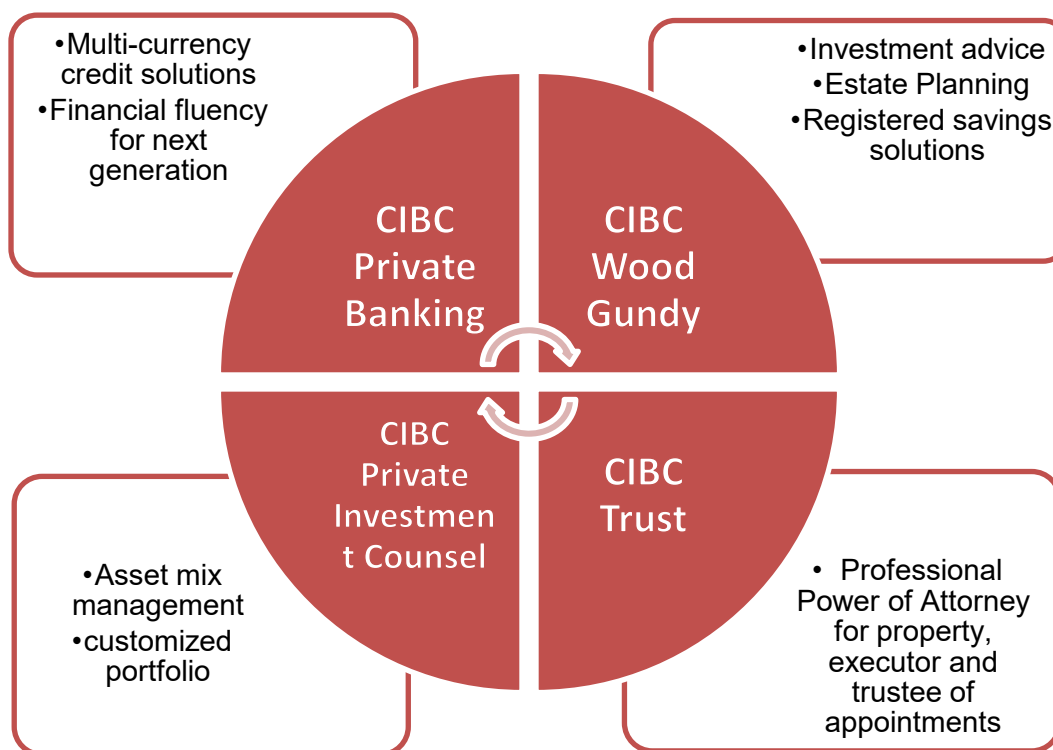 •Multi-currency
credit solutions
•Financial fluency
for next
generation
•Investment advice
•Estate Planning
•Registered savings
solutions
CIBC
Private
Banking
CIBC
Wood
Gundy
CIBC
Private
Investmen
t Counsel
CIBC
Trust
•Asset mix
management
•customized
portfolio
• Professional
Power of Attorney
for property,
executor and
trustee of
appointments